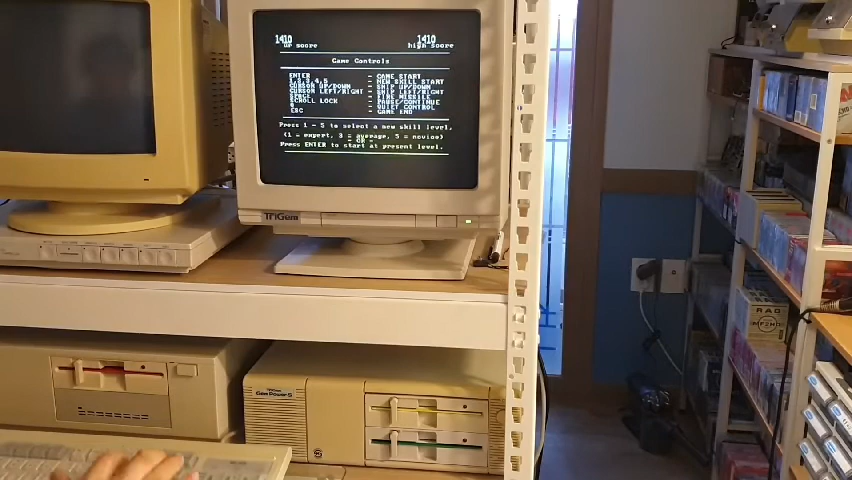 1410 1410
up score high score
Game Controls
ENTER - GAME START
1,2,3,4,5 - NEW SKILL START
CURSOR UP/DOWN - SHIP UP/DOWN
CURSOR LEFT/RIGHT - SHIP LEFT/RIGHT
SPACE - FIRE MISSILE
SCROLL LOCK - PAUSE/CONTINUE
- QUIET CONTROL
ESC - GAME END
Press 1 - 5 to select a new skill level,
(1 = expert, 3 = average, 5 = novice)
- OR -
Press ENTER to start at present level.
TriGem